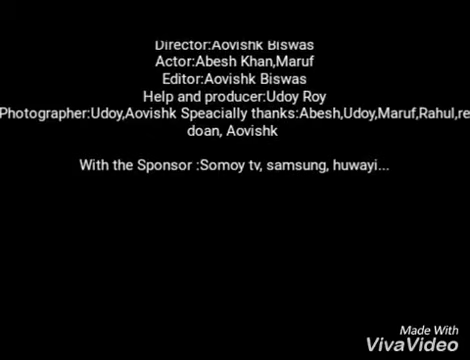 Director:Aovishk Biswas
Actor:Abesh Khan,Maruf
Editor:Aovishk Biswas
Help and producer:Udoy Roy
Photographer:Udoy,Aovishk Speacially thanks:Abesh,Udoy,Maruf,Rahul,re
doan, Aovishk
With the Sponsor :Somoy tv, samsung, huwayi...
Made With
VivaVideo